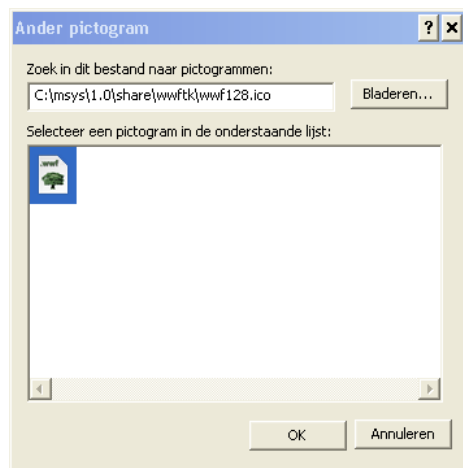 Ander pictogram
Zoek in dit bestand naar pictogrammen:
C:\msys\1.0\share\wwftk\wwf128.ico
Bladeren...
Selecteer een pictogram in de onderstaande lijst:
.wwf
OK
Annuleren